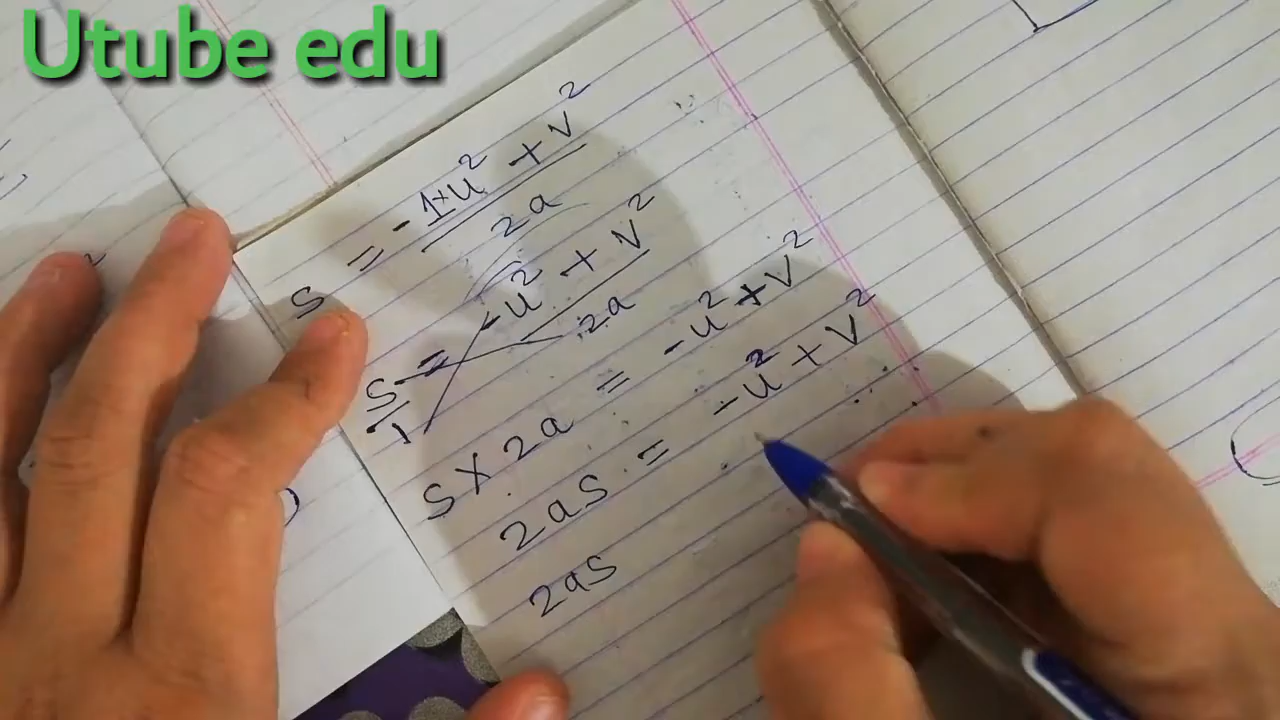 Utube edu
S = -1×u² + v²
2a
S = -u² + v²
1 2a
S × 2a = -u² + v²
2as = -u² + v²
2as